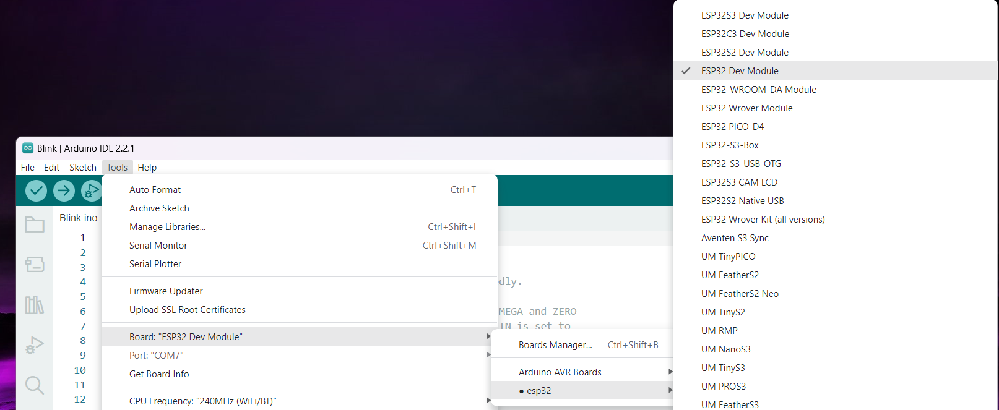 Blink | Arduino IDE 2.2.1
File Edit Sketch Tools Help
Blink.ino
1
2
3
4
5
6
7
8
9
10
11
12
dly.
MEGA and ZERO
IN is set to
Auto Format Ctrl+T
Archive Sketch
Manage Libraries... Ctrl+Shift+I
Serial Monitor Ctrl+Shift+M
Serial Plotter
Firmware Updater
Upload SSL Root Certificates
Board: "ESP32 Dev Module"
Port: "COM7"
Get Board Info
CPU Frequency: "240MHz (WiFi/BT)"
Boards Manager... Ctrl+Shift+B
Arduino AVR Boards
● esp32
ESP32S3 Dev Module
ESP32C3 Dev Module
ESP32S2 Dev Module
ESP32 Dev Module
ESP32-WROOM-DA Module
ESP32 Wrover Module
ESP32 PICO-D4
ESP32-S3-Box
ESP32-S3-USB-OTG
ESP32S3 CAM LCD
ESP32S2 Native USB
ESP32 Wrover Kit (all versions)
Aventen S3 Sync
UM TinyPICO
UM FeatherS2
UM FeatherS2 Neo
UM TinyS2
UM RMP
UM NanoS3
UM TinyS3
UM PROS3
UM FeatherS3